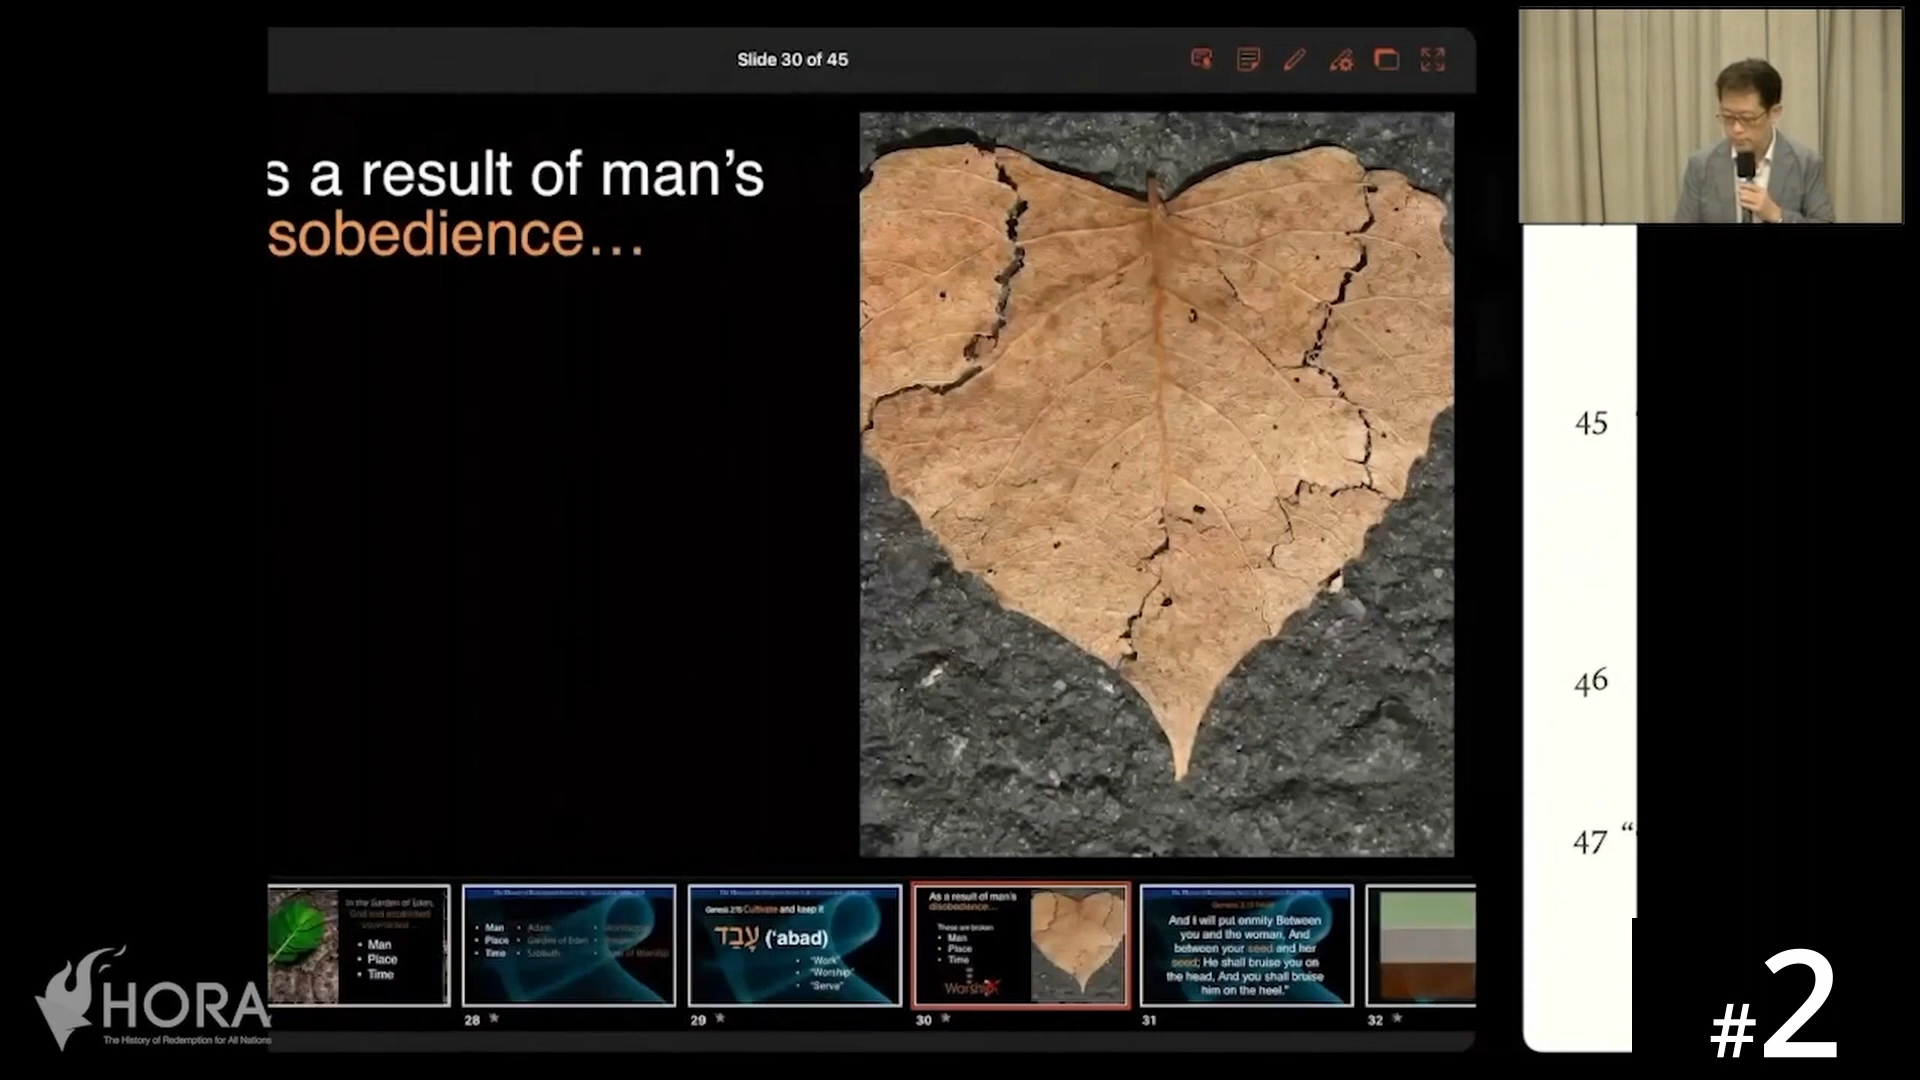 Slide 30 of 45
s a result of man's
sobedience...
45
46
47 "
In the Garden of Eden,
God had established
• Man
• Place
• Time
• Man
• Place
• Time
• Adam
• Garden of Eden
• Sabbath
28
Genesis 2:15 Cultivate and keep it
עָבַד ('abad)
• "Work"
• "Worship"
• "Serve"
29
As a result of man's
disobedience...
These are broken
• Man
• Place
• Time
Worship
30
And I will put enmity Between
you and the woman, And
between your seed and her
seed; He shall bruise you on
the head, And you shall bruise
him on the heel."
31
32
HORA
The History of Redemption for All Nations
#2